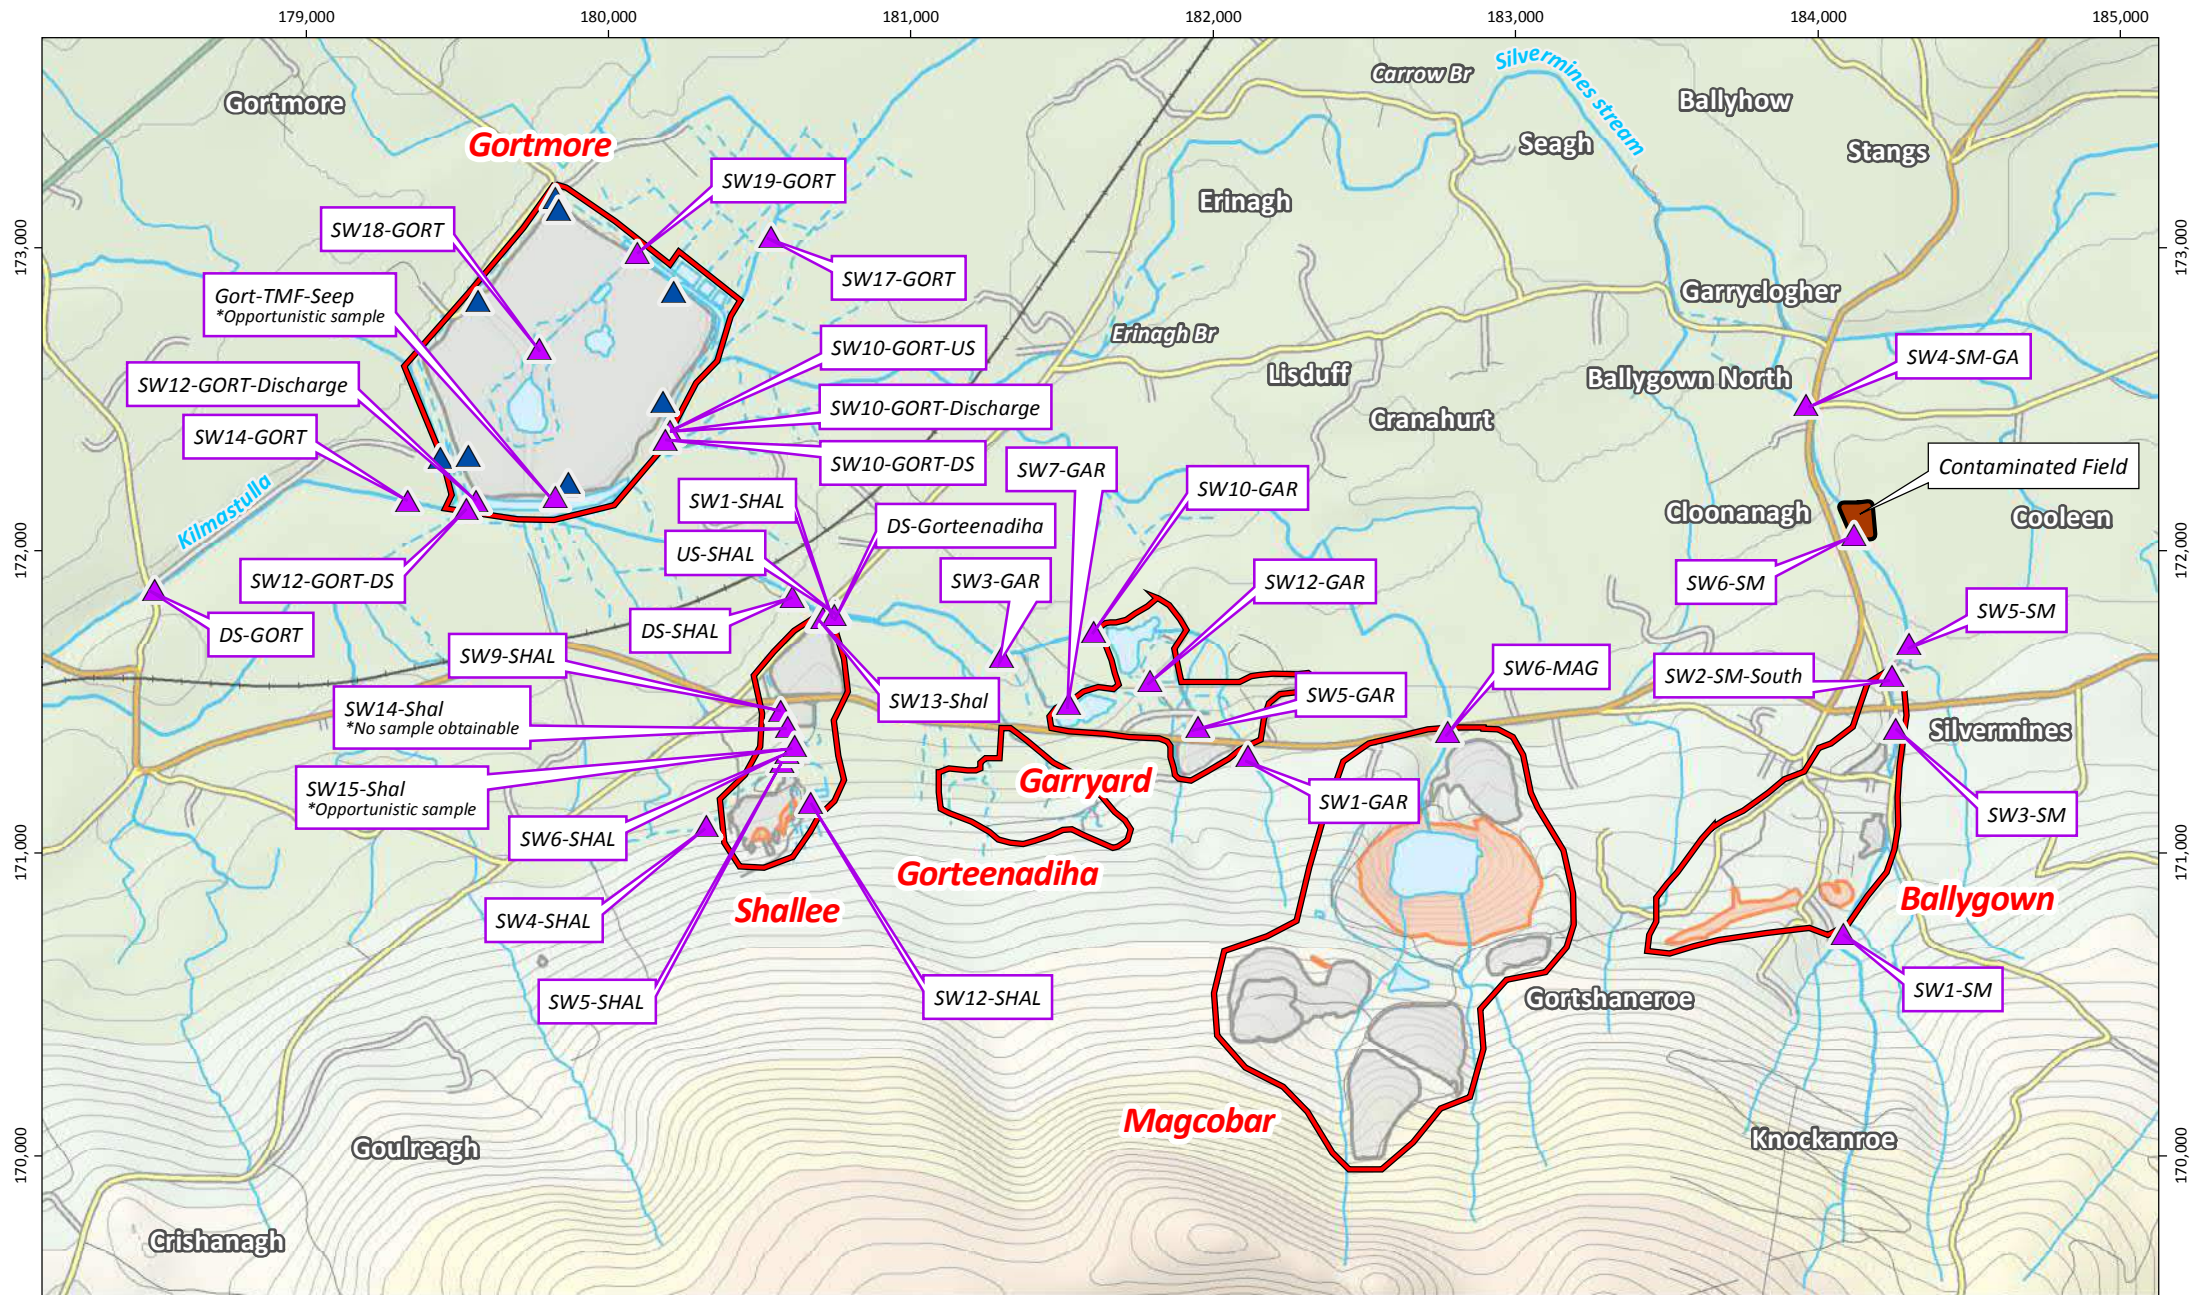 179,000
180,000
181,000
182,000
183,000
184,000
185,000
Gortmore
Gortmore
Carrow Br
Silvermines stream
Ballyhow
Seagh
Stangs
SW19-GORT
Erinagh
SW18-GORT
173,000
173,000
SW17-GORT
Gort-TMF-Seep
*Opportunistic sample
Garryclogher
Erinagh Br
SW10-GORT-US
SW12-GORT-Discharge
Lisduff
Ballygown North
SW4-SM-GA
SW10-GORT-Discharge
Cranahurt
SW14-GORT
SW10-GORT-DS
SW7-GAR
SW10-GAR
Contaminated Field
Kilmastulla
SW1-SHAL
DS-Gorteenadiha
Cloonanagh
Cooleen
172,000
172,000
US-SHAL
SW12-GORT-DS
SW3-GAR
SW12-GAR
SW6-SM
SW5-SM
DS-GORT
DS-SHAL
SW9-SHAL
SW6-MAG
SW2-SM-South
SW13-Shal
SW5-GAR
SW14-Shal
*No sample obtainable
Silvermines
Garryard
SW15-Shal
*Opportunistic sample
SW1-GAR
SW3-SM
SW6-SHAL
171,000
171,000
Gorteenadiha
Ballygown
Shallee
SW4-SHAL
SW5-SHAL
SW12-SHAL
Gortshaneroe
SW1-SM
Magcobar
Goulreagh
Knockanroe
170,000
170,000
Crishanagh